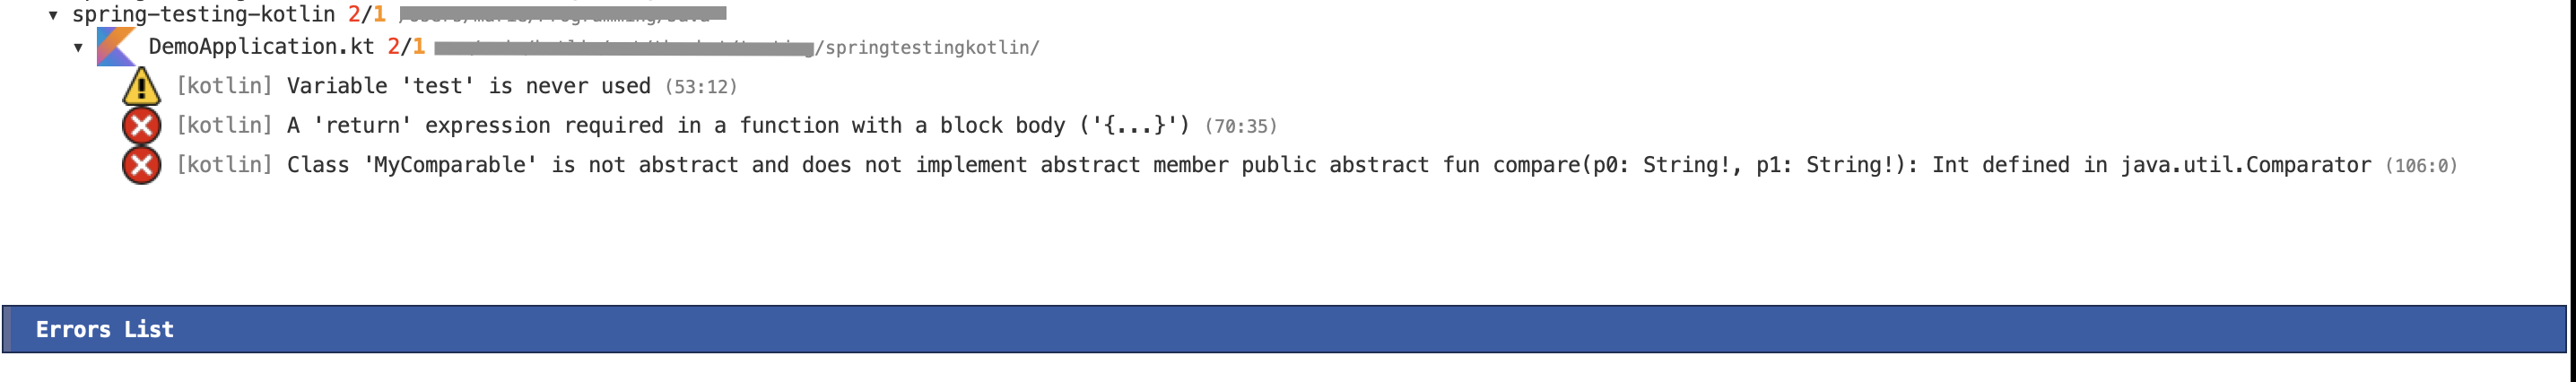 spring-testing-kotlin 2/1
DemoApplication.kt 2/1 /springtestingkotlin/
[kotlin] Variable 'test' is never used (53:12)
[kotlin] A 'return' expression required in a function with a block body ('{...}') (70:35)
[kotlin] Class 'MyComparable' is not abstract and does not implement abstract member public abstract fun compare(p0: String!, p1: String!): Int defined in java.util.Comparator (106:0)
Errors List